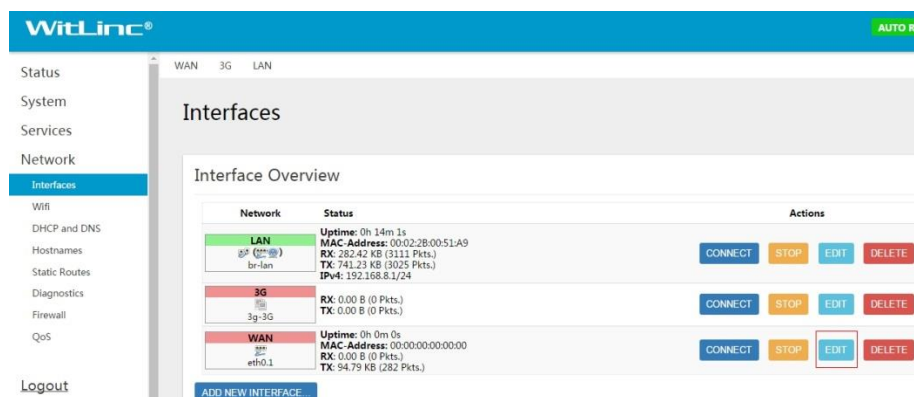 WitLinc®
AUTO R
Status
System
Services
Network
Interfaces
Wifi
DHCP and DNS
Hostnames
Static Routes
Diagnostics
Firewall
QoS
Logout
WAN 3G LAN
Interfaces
Interface Overview
Network Status Actions
LAN
br-lan
Uptime: 0h 14m 1s
MAC-Address: 00:02:2B:00:51:A9
RX: 282.42 KB (3111 Pkts.)
TX: 741.23 KB (3025 Pkts.)
IPv4: 192.168.8.1/24
CONNECT STOP EDIT DELETE
3G
3g-3G
RX: 0.00 B (0 Pkts.)
TX: 0.00 B (0 Pkts.)
CONNECT STOP EDIT DELETE
WAN
eth0.1
Uptime: 0h 0m 0s
MAC-Address: 00:00:00:00:00:00
RX: 0.00 B (0 Pkts.)
TX: 94.79 KB (282 Pkts.)
CONNECT STOP EDIT DELETE
ADD NEW INTERFACE...